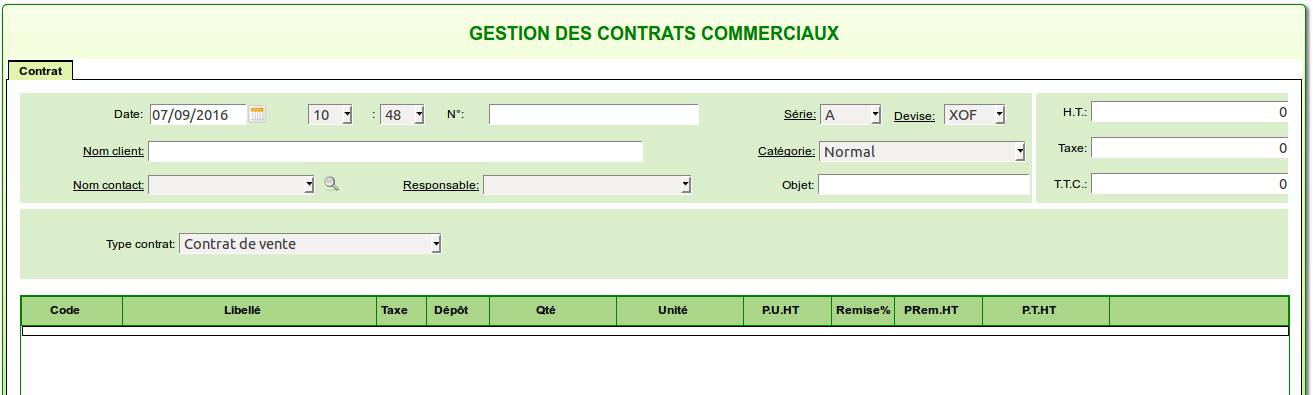 GESTION DES CONTRATS COMMERCIAUX
Contrat
Date: 07/09/2016 10 : 48 N°: Série: A Devise: XOF H.T.: 0
Nom client: Catégorie: Normal Taxe: 0
Nom contact: Responsable: Objet: T.T.C.: 0
Type contrat: Contrat de vente
Code Libellé Taxe Dépôt Qté Unité P.U.HT Remise% PRem.HT P.T.HT